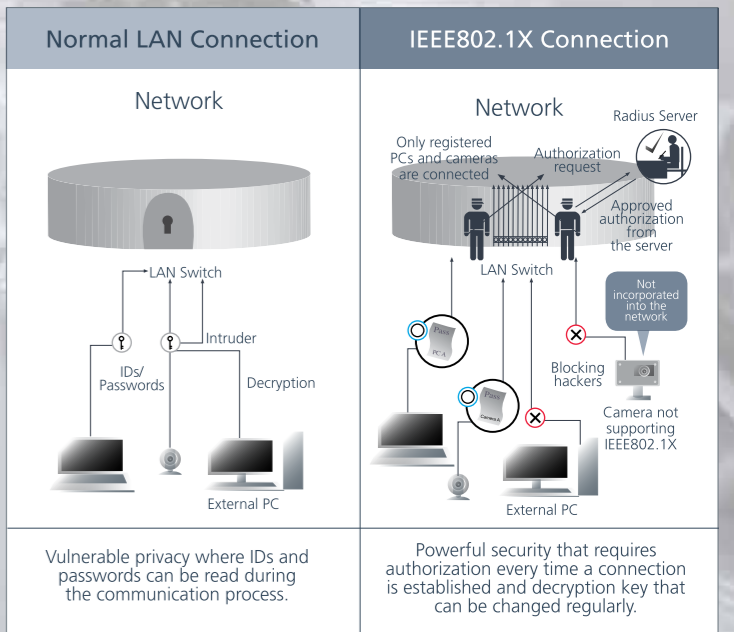 Normal LAN Connection
IEEE802.1X Connection
Network
LAN Switch
Intruder
IDs/
Passwords
Decryption
External PC
Vulnerable privacy where IDs and
passwords can be read during
the communication process.
Network
Radius Server
Only registered
PCs and cameras
are connected
Authorization
request
Approved
authorization
from
the server
LAN Switch
Not
incorporated
into the
network
Pass
PC A
Pass
Camera A
Blocking
hackers
Camera not
supporting
IEEE802.1X
External PC
Powerful security that requires
authorization every time a connection
is established and decryption key that
can be changed regularly.